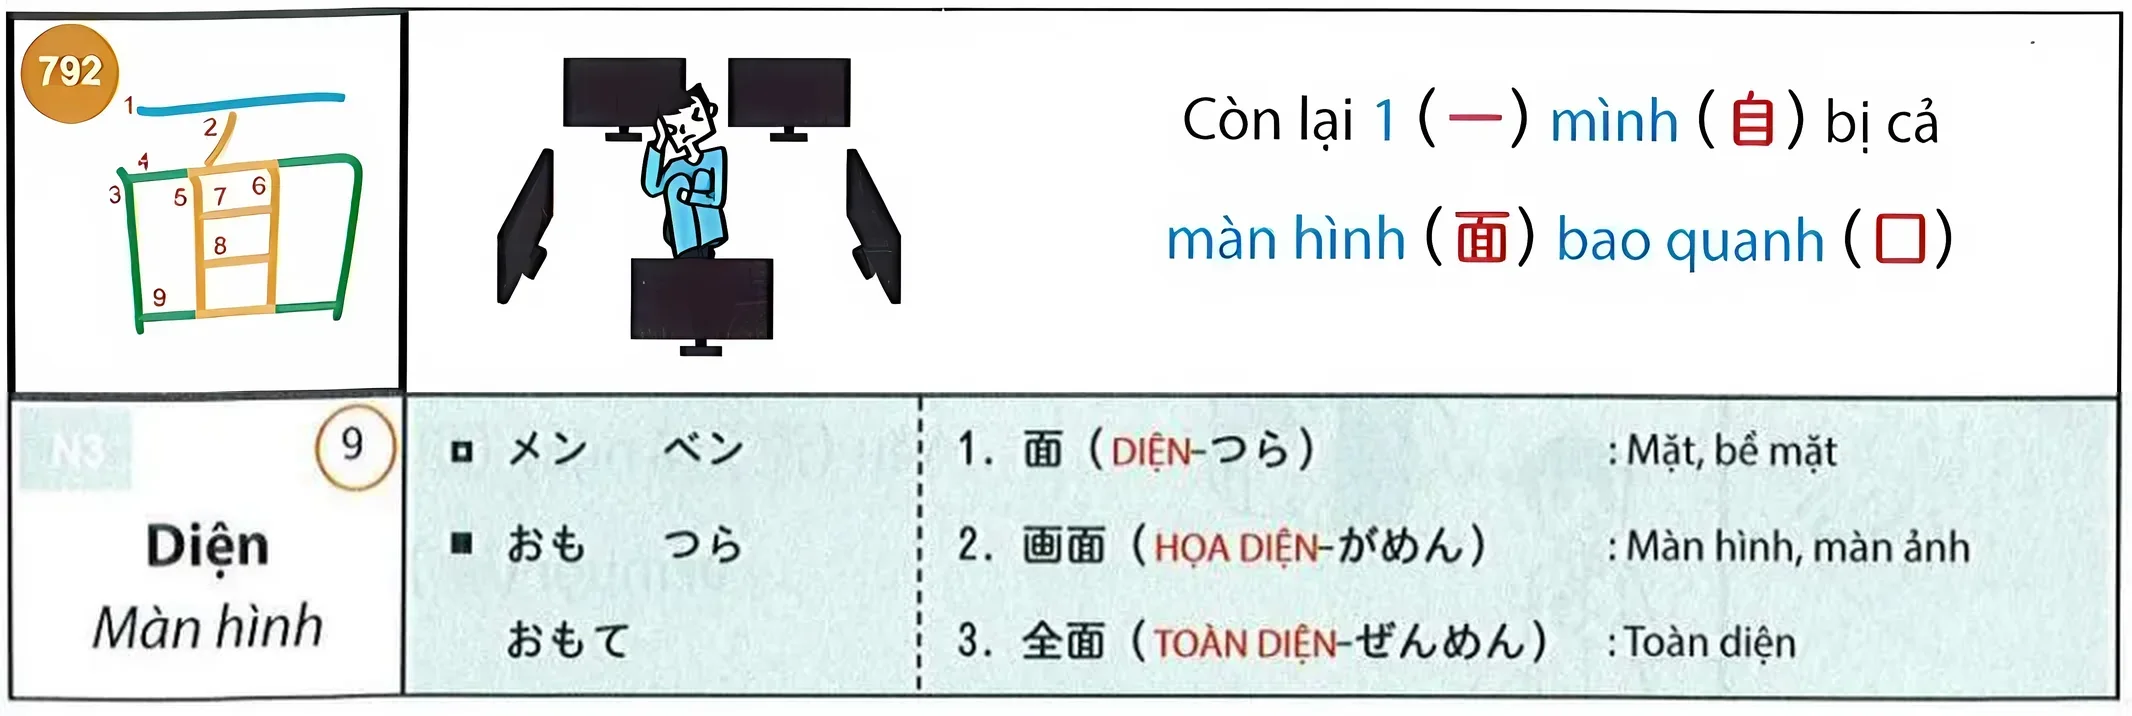 792
1
2
4
3
5
7
6
8
9
Còn lại 1 (一) mình (自) bị cả
màn hình (面) bao quanh (囗)
N3
9
Diện
Màn hình
メン ベン
おも つら
おもて
1. 面 (DIỆN-つら) : Mặt, bề mặt
2. 画面 (HỌA DIỆN-がめん) : Màn hình, màn ảnh
3. 全面 (TOÀN DIỆN-ぜんめん) : Toàn diện